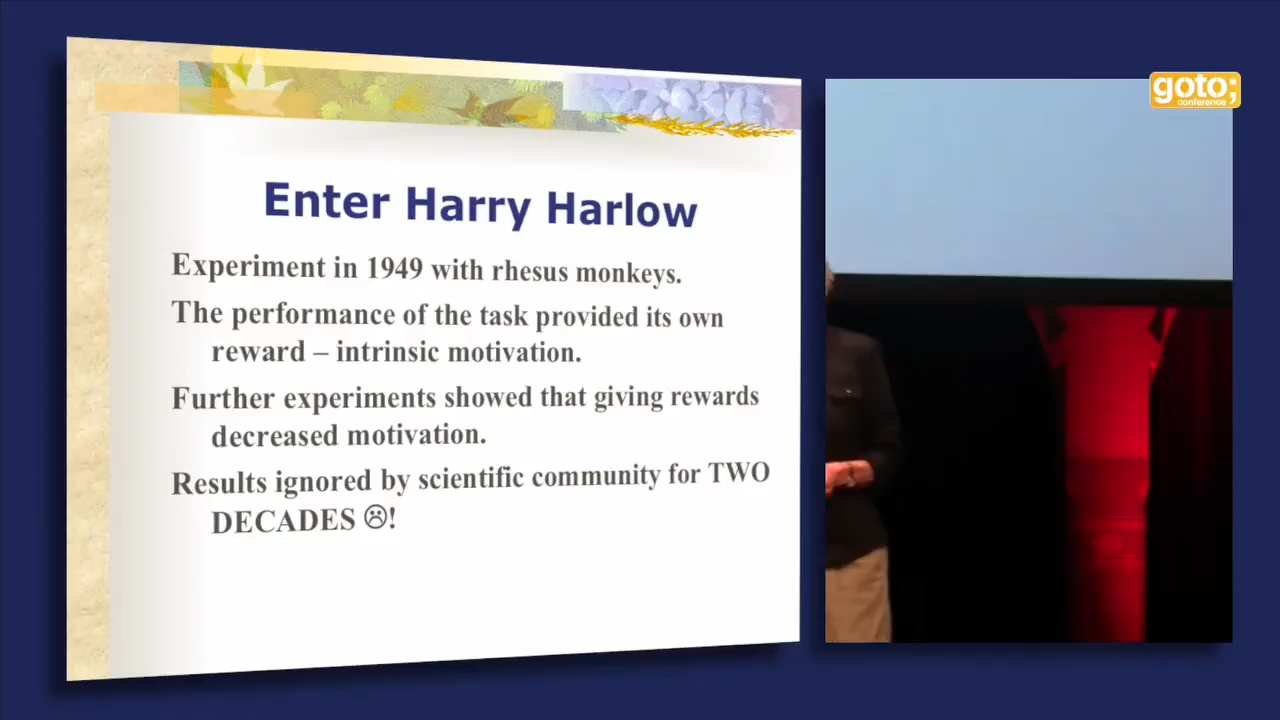 goto;
conference
Enter Harry Harlow
Experiment in 1949 with rhesus monkeys.
The performance of the task provided its own
reward – intrinsic motivation.
Further experiments showed that giving rewards
decreased motivation.
Results ignored by scientific community for TWO
DECADES ☹!